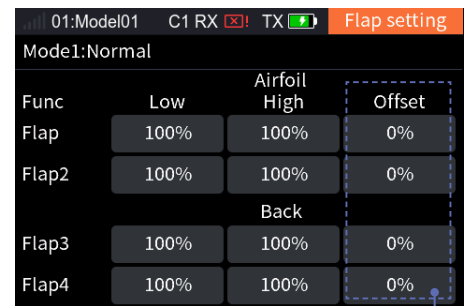 01:Model01 C1 RX ! TX Flap setting
Mode1:Normal
Airfoil
Func Low High Offset
Flap 100% 100% 0%
Flap2 100% 100% 0%
Back
Flap3 100% 100% 0%
Flap4 100% 100% 0%